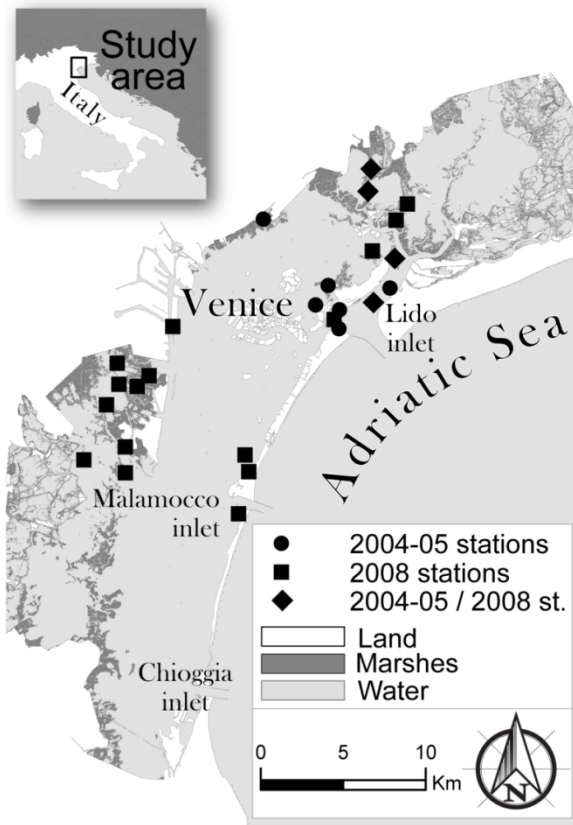 Study
area
Italy
Venice
Lido
inlet
Adriatic Sea
Malamocco
inlet
Chioggia
inlet
2004-05 stations
2008 stations
2004-05 / 2008 st.
Land
Marshes
Water
0 5 10
Km
N